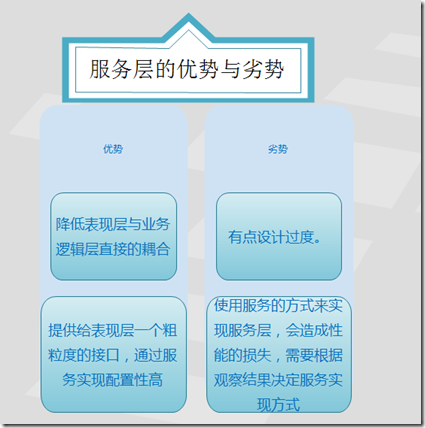 服务层的优势与劣势
优势
劣势
降低表现层与业务
逻辑层直接的耦合
有点设计过度。
提供给表现层一个粗
粒度的接口，通过服
务实现配置性高
使用服务的方式来实
现服务层，会造成性
能的损失，需要根据
观察结果决定服务实
现方式